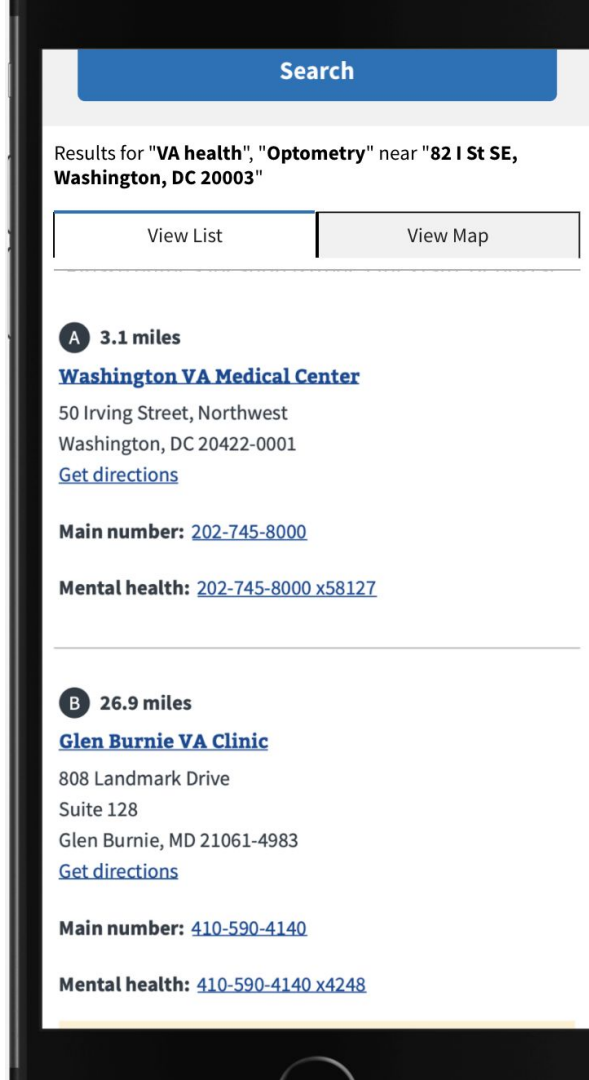 Search
Results for "VA health", "Optometry" near "82 I St SE,
Washington, DC 20003"
View List
View Map
A 3.1 miles
Washington VA Medical Center
50 Irving Street, Northwest
Washington, DC 20422-0001
Get directions
Main number: 202-745-8000
Mental health: 202-745-8000 x58127
B 26.9 miles
Glen Burnie VA Clinic
808 Landmark Drive
Suite 128
Glen Burnie, MD 21061-4983
Get directions
Main number: 410-590-4140
Mental health: 410-590-4140 x4248